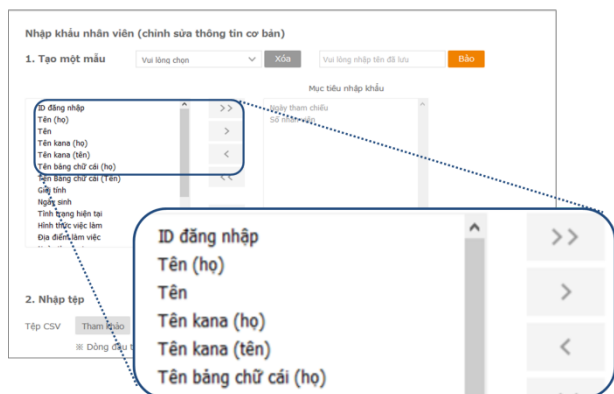 Nhập khẩu nhân viên (chỉnh sửa thông tin cơ bản)
1. Tạo một mẫu
Vui lòng chọn
Xóa
Vui lòng nhập tên đã lưu
Bảo
Mục tiêu nhập khẩu
ID đăng nhập
Tên (họ)
Tên
Tên kana (họ)
Tên kana (tên)
Tên bảng chữ cái (họ)
Tên Bảng chữ cái (Tên)
Giới tính
Ngày sinh
Tình trạng hiện tại
Hình thức việc làm
Địa điểm làm việc
>>
>
<
<<
Ngày tham chiếu
Số nhân viên
2. Nhập tệp
Tệp CSV
Tham khảo
※ Dòng đầu
ID đăng nhập
Tên (họ)
Tên
Tên kana (họ)
Tên kana (tên)
Tên bảng chữ cái (họ)
>>
>
<